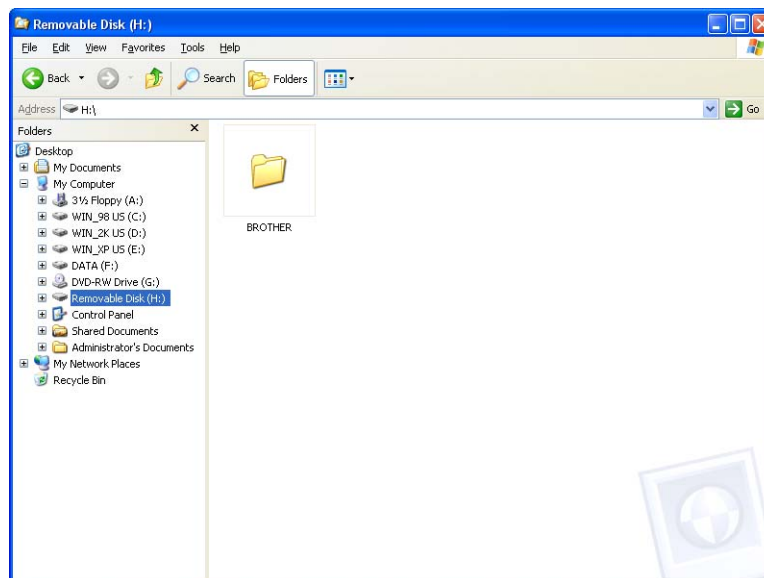 Removable Disk (H:)
File Edit View Favorites Tools Help
Back Search Folders
Address H:\ Go
Folders x
Desktop
My Documents
My Computer
3½ Floppy (A:)
WIN_98 US (C:)
WIN_2K US (D:)
WIN_XP US (E:)
DATA (F:)
DVD-RW Drive (G:)
Removable Disk (H:)
Control Panel
Shared Documents
Administrator's Documents
My Network Places
Recycle Bin
BROTHER